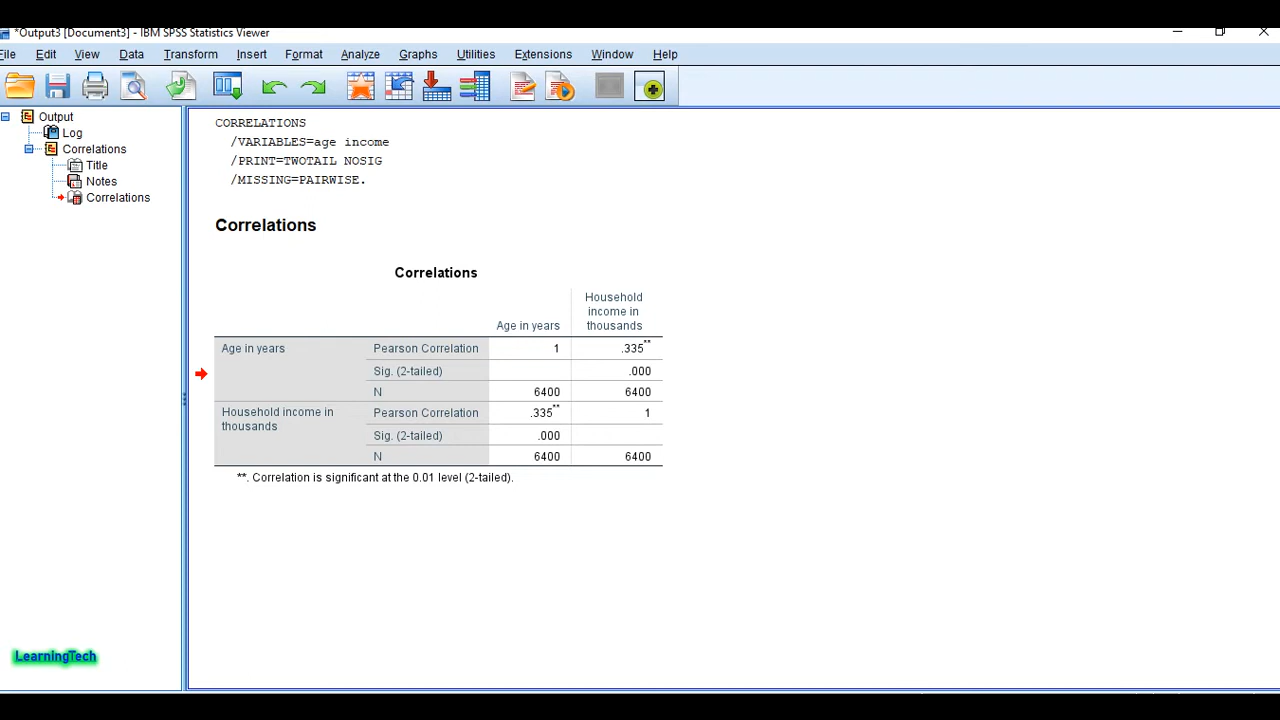 *Output3 [Document3] - IBM SPSS Statistics Viewer
File Edit View Data Transform Insert Format Analyze Graphs Utilities Extensions Window Help
Output
Log
Correlations
Title
Notes
Correlations
CORRELATIONS
/VARIABLES=age income
/PRINT=TWOTAIL NOSIG
/MISSING=PAIRWISE.
Correlations
Correlations
Age in years
Household
income in
thousands
Age in years Pearson Correlation 1 .335**
Sig. (2-tailed) .000
N 6400 6400
Household income in
thousands
Pearson Correlation .335** 1
Sig. (2-tailed) .000
N 6400 6400
**. Correlation is significant at the 0.01 level (2-tailed).
LearningTech